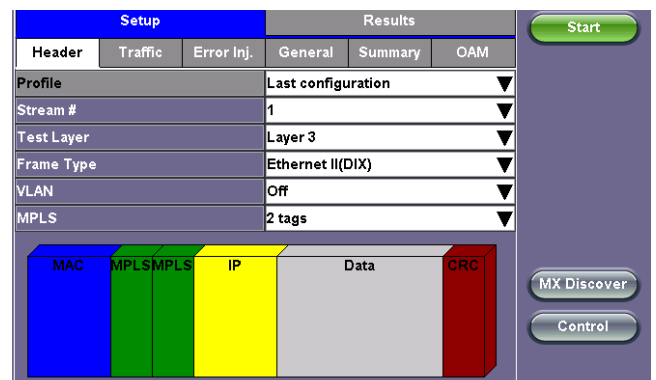 Setup Results Start
Header Traffic Error Inj. General Summary OAM
Profile Last configuration
Stream # 1
Test Layer Layer 3
Frame Type Ethernet II(DIX)
VLAN Off
MPLS 2 tags
MAC MPLS MPLS IP Data CRC
MX Discover
Control